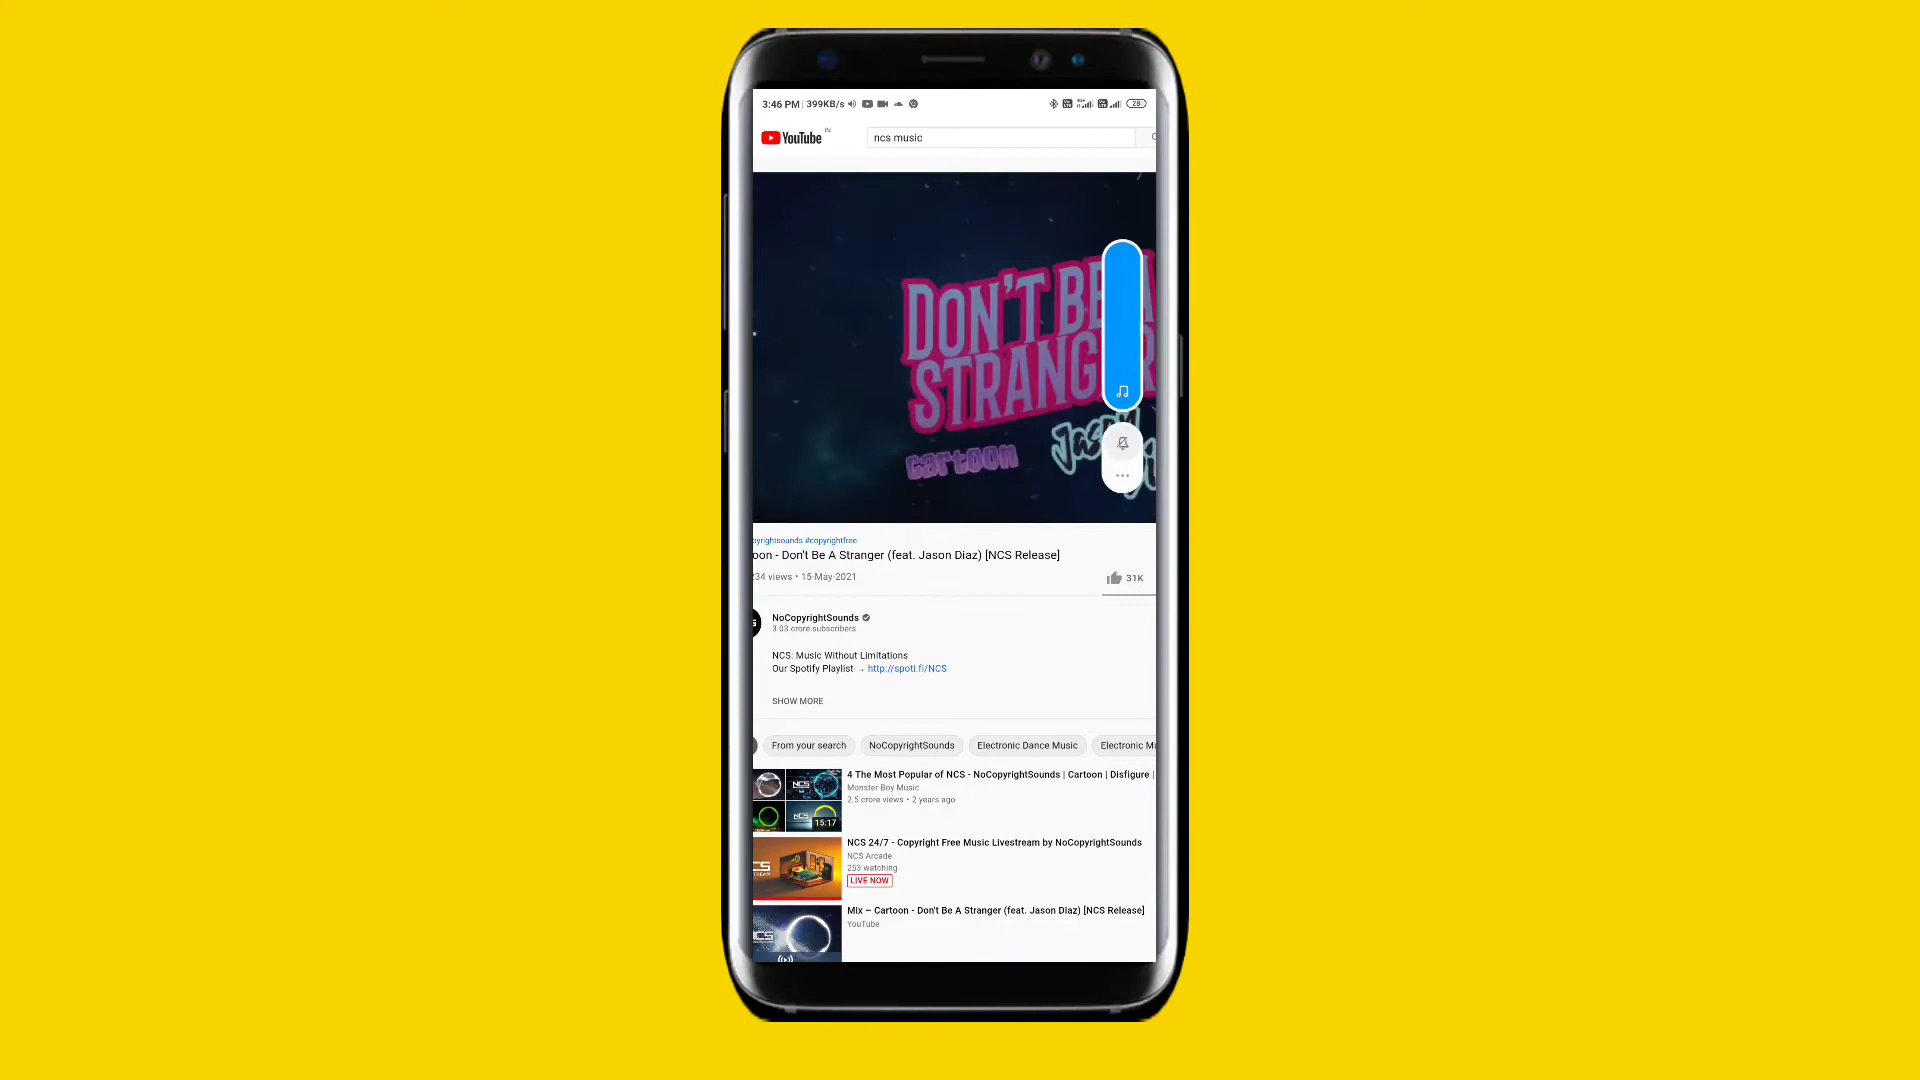 3:46 PM | 399KB/s
28
YouTube IN
ncs music
DON'T BE A
STRANGER
cartoon
yrightsounds #copyrightfree
oon - Don't Be A Stranger (feat. Jason Diaz) [NCS Release]
234 views • 15-May-2021
31K
NoCopyrightSounds
3.03 crore subscribers
NCS: Music Without Limitations
Our Spotify Playlist → http://spoti.fi/NCS
SHOW MORE
From your search
NoCopyrightSounds
Electronic Dance Music
Electronic Mu
4 The Most Popular of NCS - NoCopyrightSounds | Cartoon | Disfigure |
Monster Boy Music
2.5 crore views • 2 years ago
15:17
NCS 24/7 - Copyright Free Music Livestream by NoCopyrightSounds
NCS Arcade
253 watching
LIVE NOW
Mix – Cartoon - Don't Be A Stranger (feat. Jason Diaz) [NCS Release]
YouTube